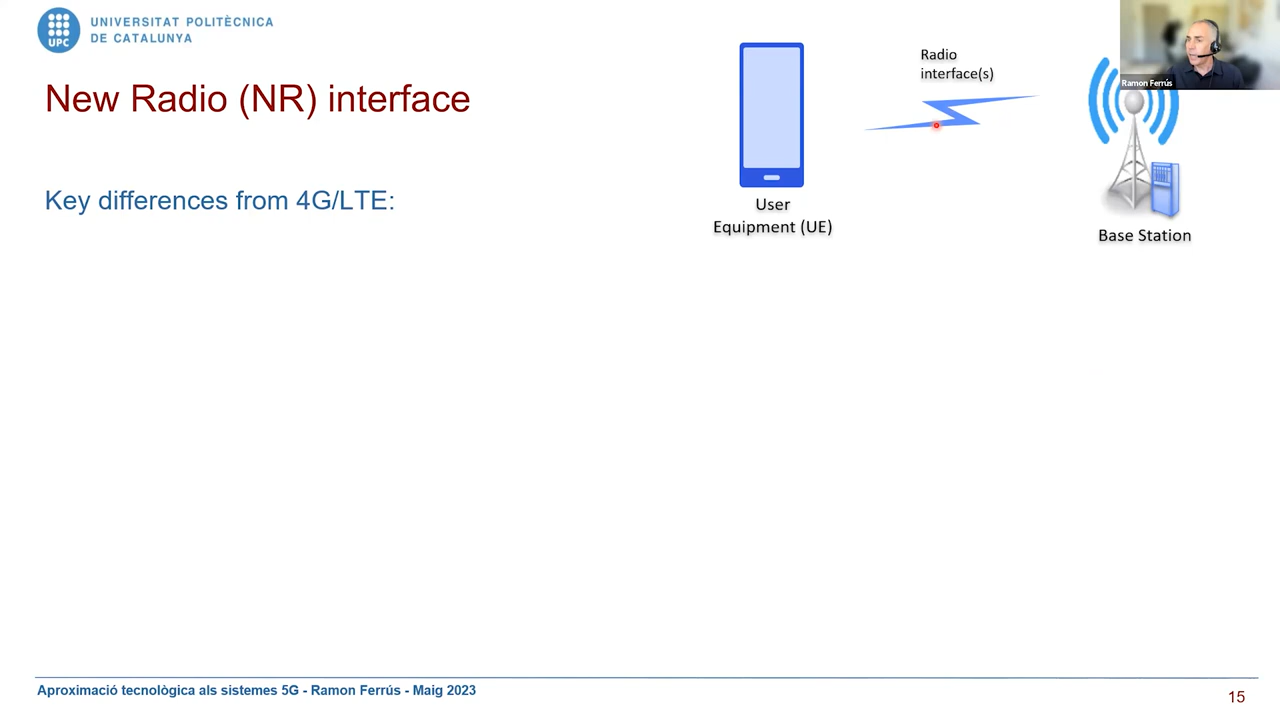 UNIVERSITAT POLITÈCNICA
DE CATALUNYA
UPC
New Radio (NR) interface
Radio
interface(s)
Ramon Ferrús
Key differences from 4G/LTE:
User
Equipment (UE)
Base Station
Aproximació tecnològica als sistemes 5G - Ramon Ferrús - Maig 2023
15